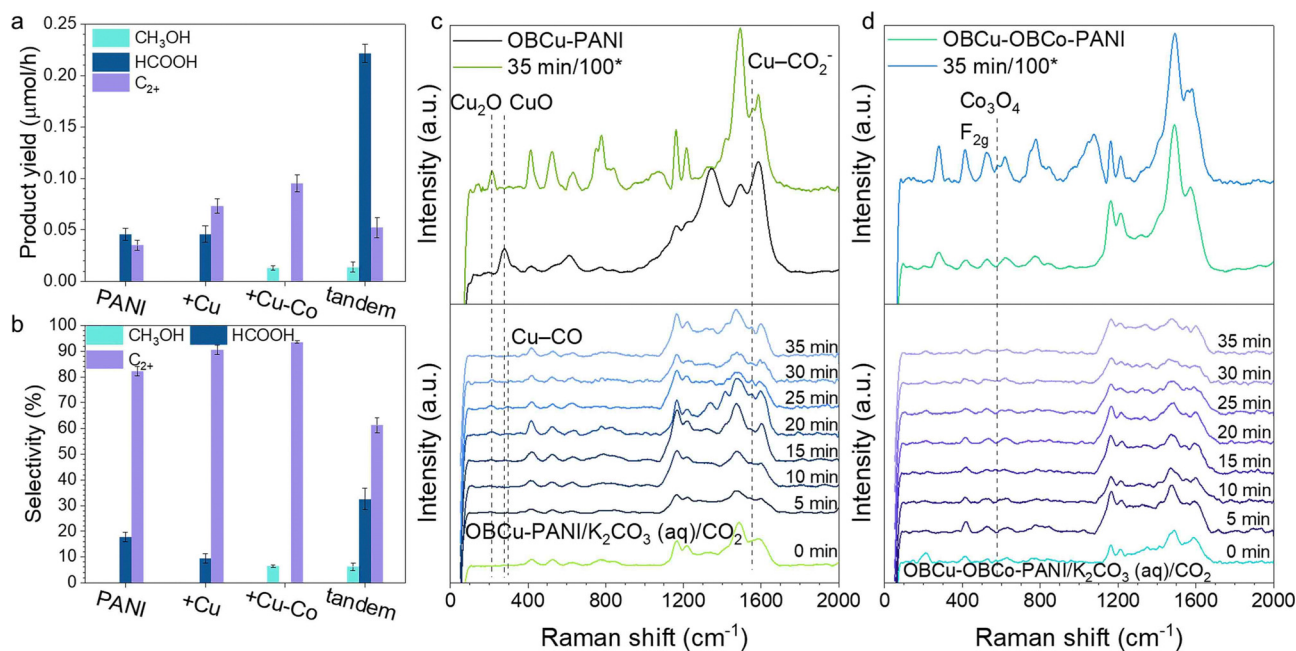 a
CH₃OH
HCOOH
C₂₊
Product yield (μmol/h)
0.25
0.20
0.15
0.10
0.05
0.00
PANI
+Cu
+Cu-Co
tandem
b
CH₃OH
HCOOH
C₂₊
Selectivity (%)
100
90
80
70
60
50
40
30
20
10
0
PANI
+Cu
+Cu-Co
tandem
c
OBCu-PANI
35 min/100*
Cu–CO₂⁻
Cu₂O
CuO
Intensity (a.u.)
Cu–CO
35 min
30 min
25 min
20 min
15 min
10 min
5 min
OBCu-PANI/K₂CO₃ (aq)/CO₂
0 min
Intensity (a.u.)
0
400
800
1200
1600
2000
Raman shift (cm⁻¹)
d
OBCu-OBCo-PANI
35 min/100*
Co₃O₄
F₂g
Intensity (a.u.)
35 min
30 min
25 min
20 min
15 min
10 min
5 min
0 min
OBCu-OBCo-PANI/K₂CO₃ (aq)/CO₂
Intensity (a.u.)
0
400
800
1200
1600
2000
Raman shift (cm⁻¹)